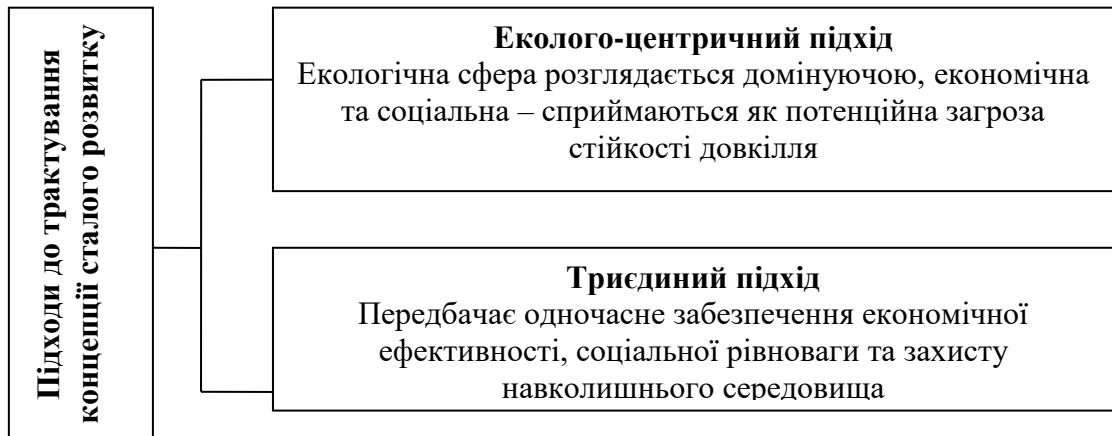 Підходи до трактування
концепції сталого розвитку
Еколого-центричний підхід
Екологічна сфера розглядається домінуючою, економічна
та соціальна – сприймаються як потенційна загроза
стійкості довкілля
Триєдиний підхід
Передбачає одночасне забезпечення економічної
ефективності, соціальної рівноваги та захисту
навколишнього середовища